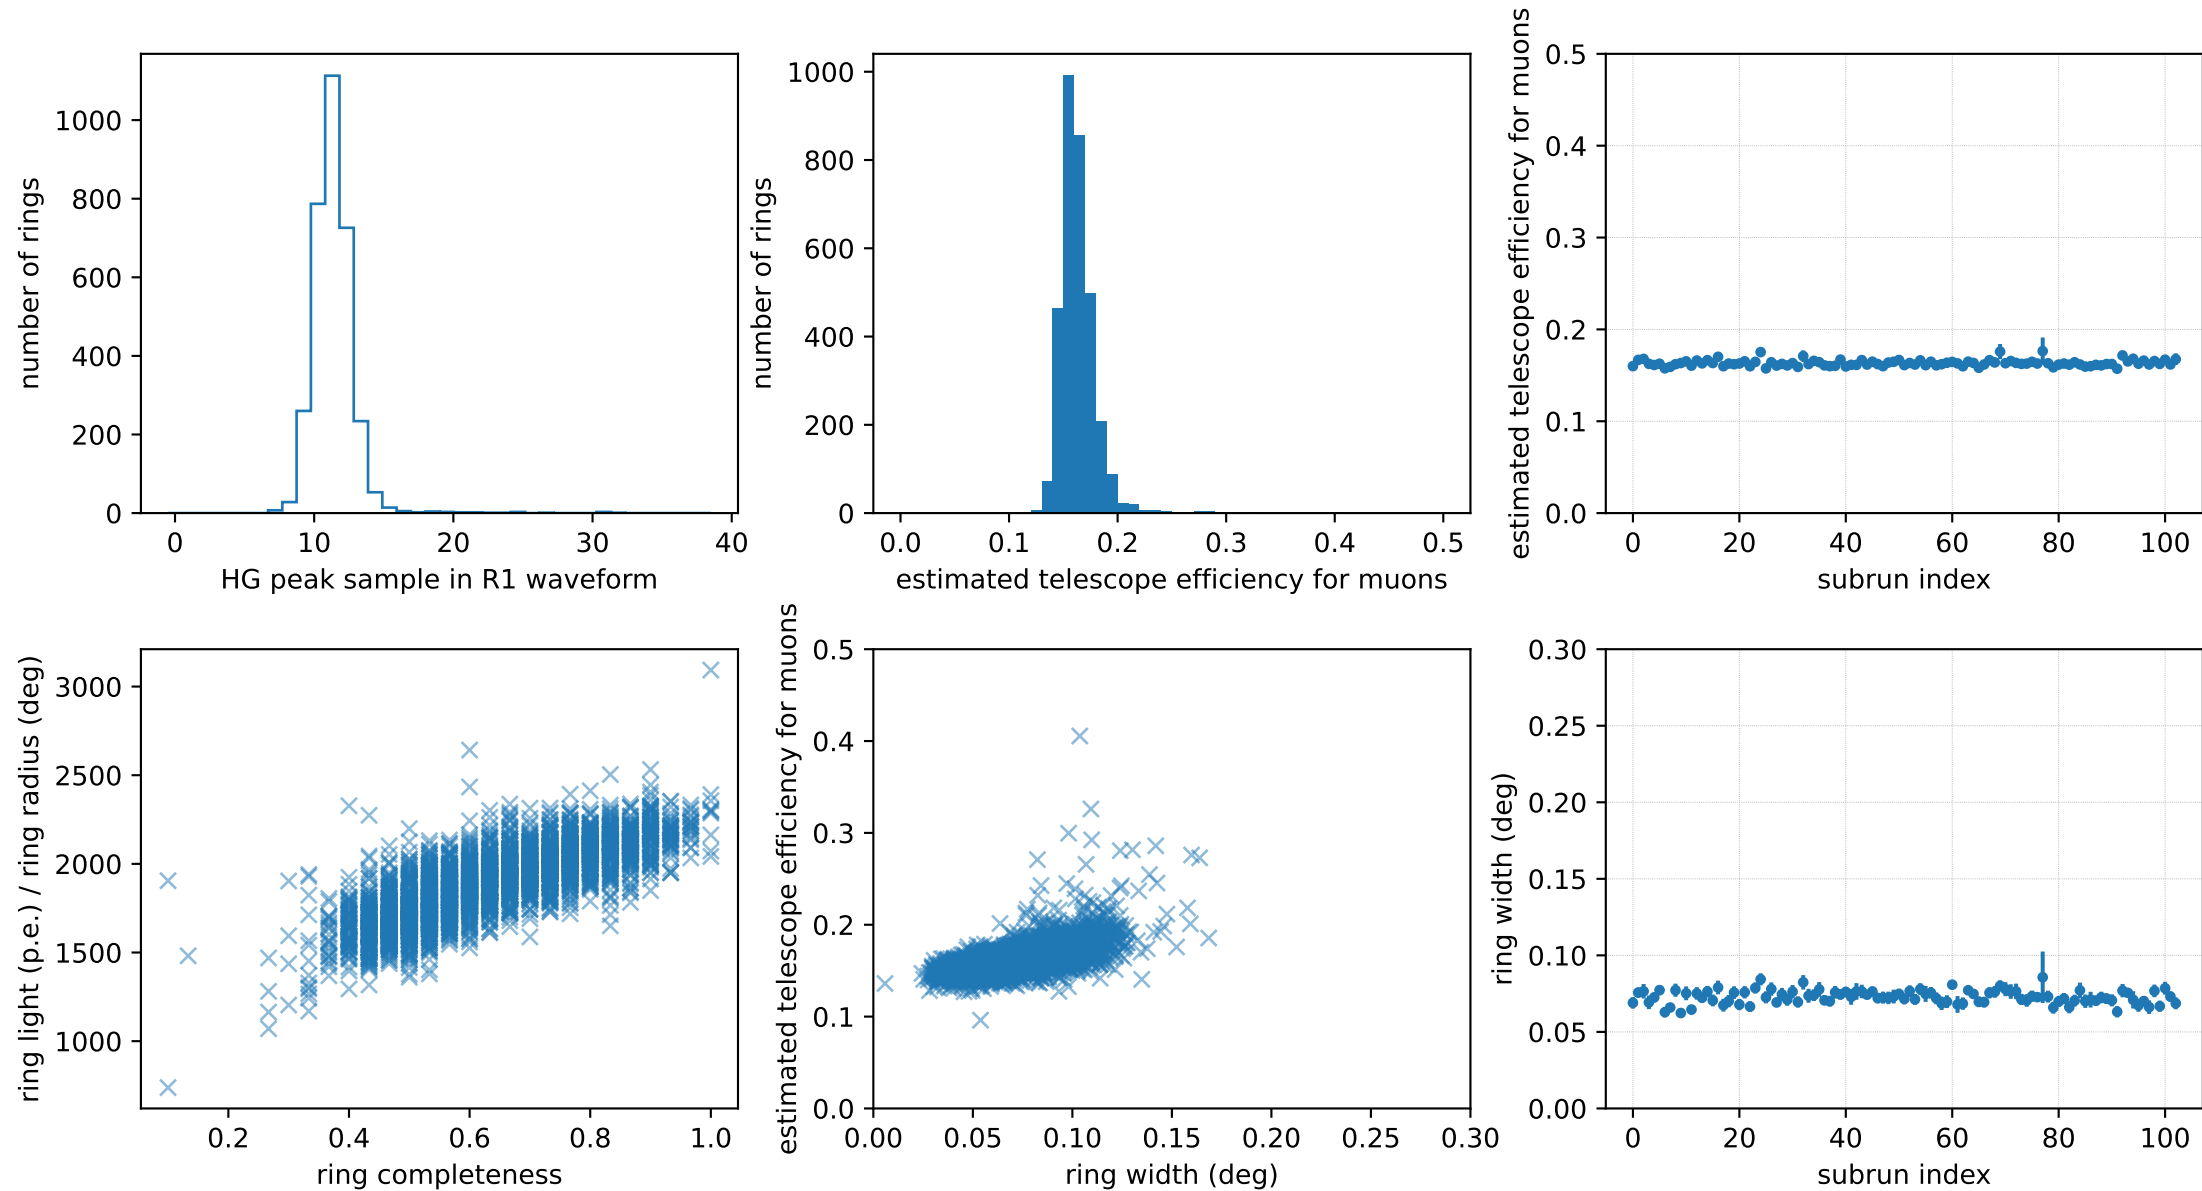 number of rings
1000
800
600
400
200
0
0 10 20 30 40
HG peak sample in R1 waveform
number of rings
1000
800
600
400
200
0
0.0 0.1 0.2 0.3 0.4 0.5
estimated telescope efficiency for muons
estimated telescope efficiency for muons
0.5
0.4
0.3
0.2
0.1
0.0
0 20 40 60 80 100
subrun index
ring light (p.e.) / ring radius (deg)
3000
2500
2000
1500
1000
0.2 0.4 0.6 0.8 1.0
ring completeness
estimated telescope efficiency for muons
0.5
0.4
0.3
0.2
0.1
0.0
0.00 0.05 0.10 0.15 0.20 0.25 0.30
ring width (deg)
ring width (deg)
0.30
0.25
0.20
0.15
0.10
0.05
0.00
0 20 40 60 80 100
subrun index